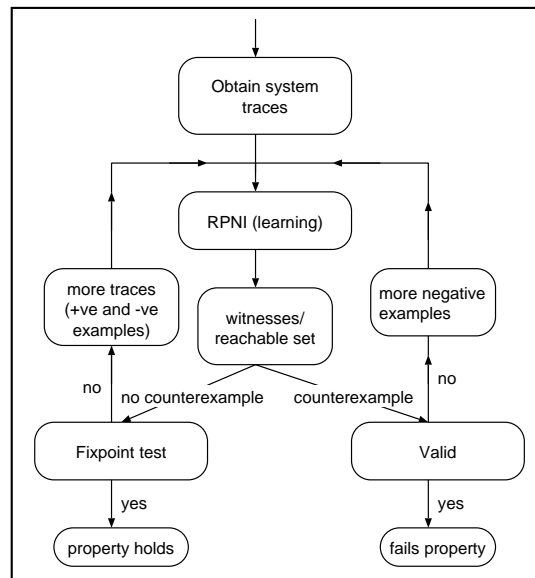 Obtain system
traces
RPNI (learning)
more traces
(+ve and -ve
examples)
witnesses/
reachable set
more negative
examples
no
no counterexample
counterexample
no
Fixpoint test
Valid
yes
yes
property holds
fails property